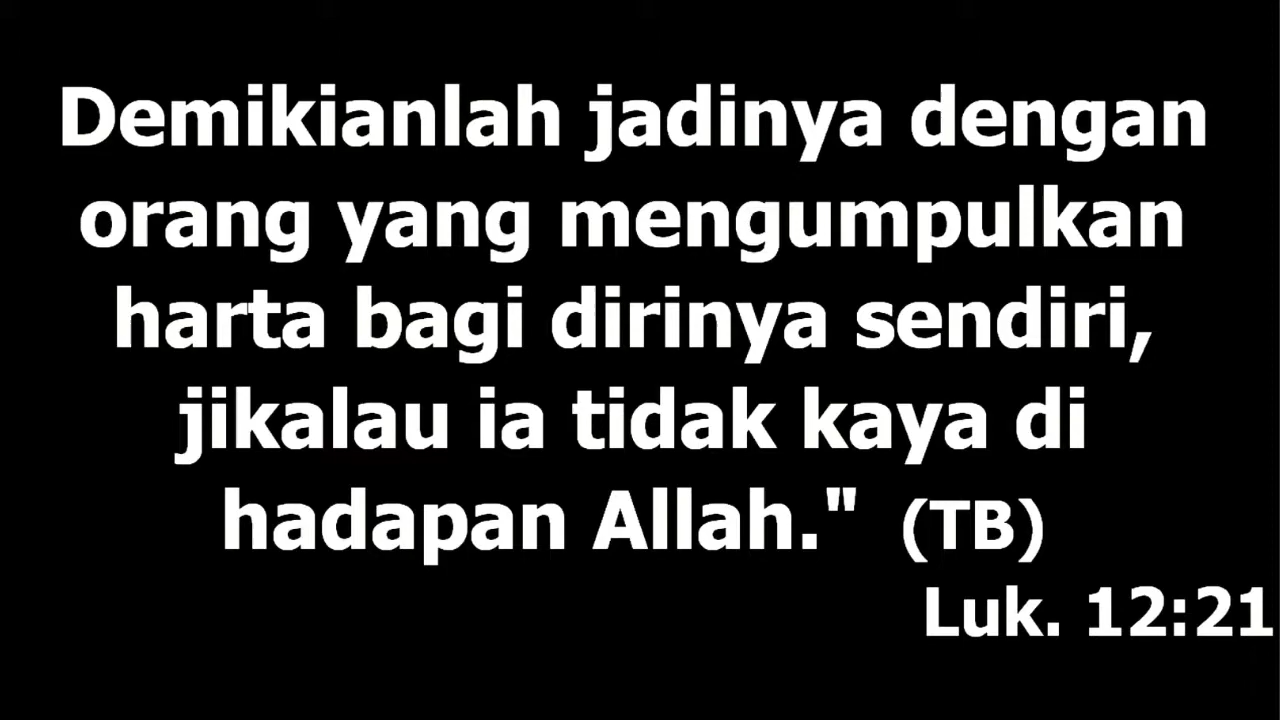 Demikianlah jadinya dengan
orang yang mengumpulkan
harta bagi dirinya sendiri,
jikalau ia tidak kaya di
hadapan Allah." (TB)
Luk. 12:21